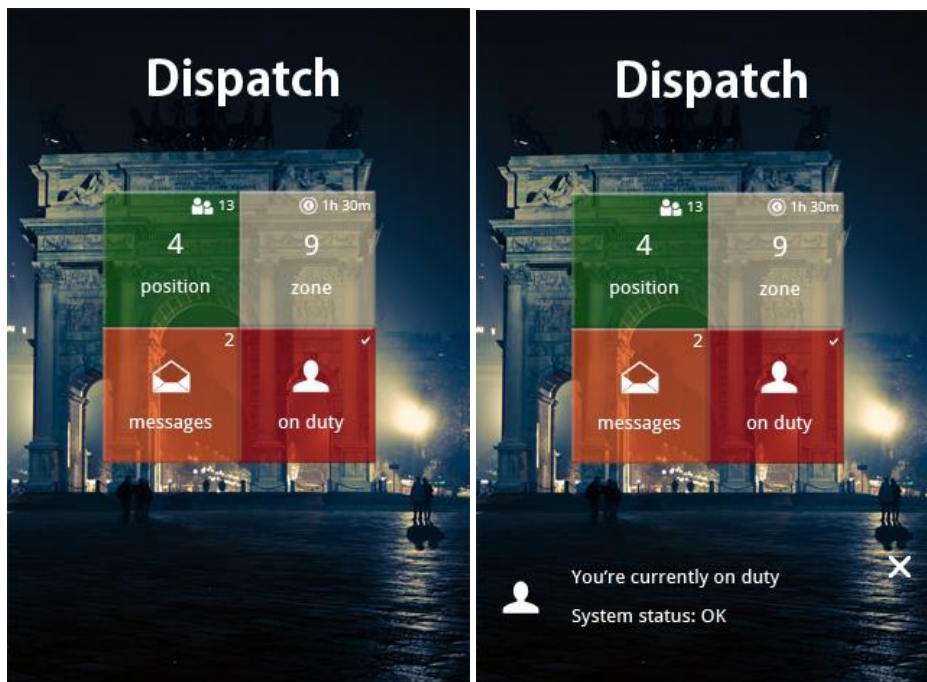 Dispatch
13
1h 30m
4
9
position
zone
2
messages
on duty
Dispatch
13
1h 30m
4
9
position
zone
2
messages
on duty
You're currently on duty
System status: OK